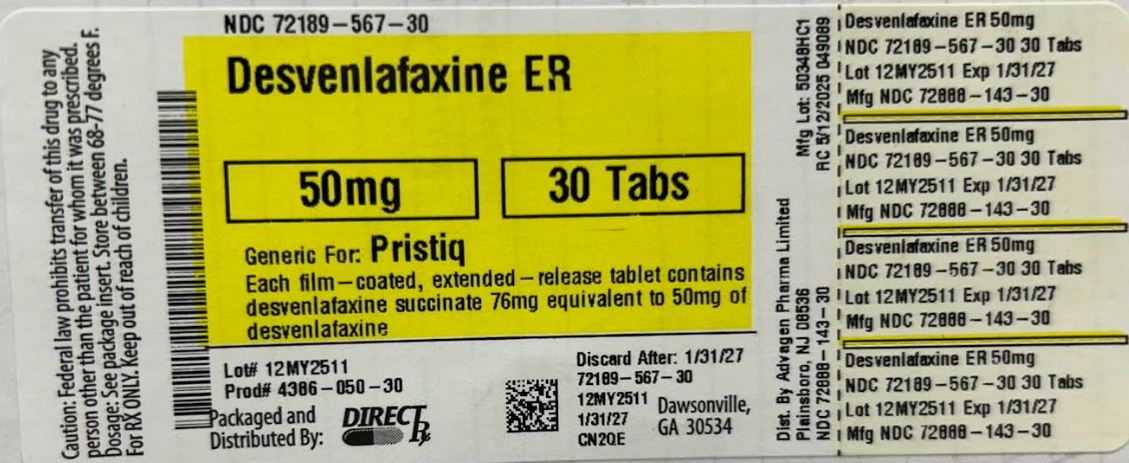 Caution: Federal law prohibits transfer of this drug to any
person other than the patient for whom it was prescribed.
Dosage: See package insert. Store between 68-77 degrees F.
For RX ONLY. Keep out of reach of children.
NDC 72189-567-30
Desvenlafaxine ER
50mg
30 Tabs
Generic For: Pristiq
Each film-coated, extended-release tablet contains
desvenlafaxine succinate 76mg equivalent to 50mg of
desvenlafaxine
Lot# 12MY2511
Prod# 4386-050-30
Packaged and
Distributed By:
DIRECT Rx
Discard After: 1/31/27
72189-567-30
12MY2511
1/31/27
CN2QE
Dawsonville,
GA 30534
Mfg Lot: 50348HC1
RC 5/12/2025 049089
Dist. By Advagen Pharma Limited
Plainsboro, NJ 08536
NDC 72888-143-30
Desvenlafaxine ER 50mg
NDC 72189-567-30 30 Tabs
Lot 12MY2511 Exp 1/31/27
Mfg NDC 72888-143-30
Desvenlafaxine ER 50mg
NDC 72189-567-30 30 Tabs
Lot 12MY2511 Exp 1/31/27
Mfg NDC 72888-143-30
Desvenlafaxine ER 50mg
NDC 72189-567-30 30 Tabs
Lot 12MY2511 Exp 1/31/27
Mfg NDC 72888-143-30
Desvenlafaxine ER 50mg
NDC 72189-567-30 30 Tabs
Lot 12MY2511 Exp 1/31/27
Mfg NDC 72888-143-30